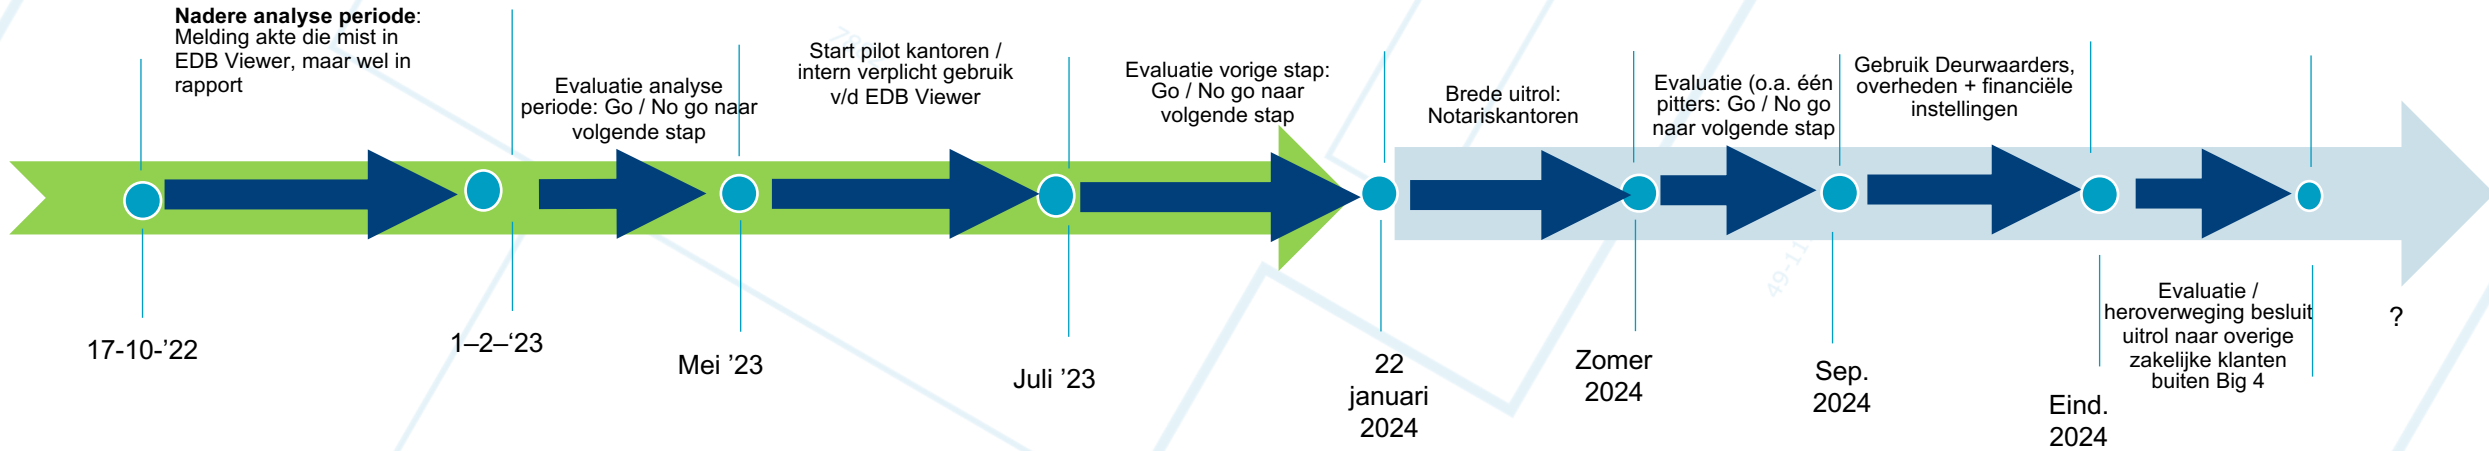 Nadere analyse periode:
Melding akte die mist in
EDB Viewer, maar wel in
rapport
Evaluatie analyse
periode: Go / No go naar
volgende stap
Start pilot kantoren /
intern verplicht gebruik
v/d EDB Viewer
Evaluatie vorige stap:
Go / No go naar
volgende stap
Brede uitrol:
Notariskantoren
Evaluatie (o.a. één
pitters: Go / No go
naar volgende stap
Gebruik Deurwaarders,
overheden + financiële
instellingen
Evaluatie /
heroverweging besluit
uitrol naar overige
zakelijke klanten
buiten Big 4
?
17-10-’22
1–2–‘23
Mei ’23
Juli ’23
22
januari
2024
Zomer
2024
Sep.
2024
Eind.
2024
49-11